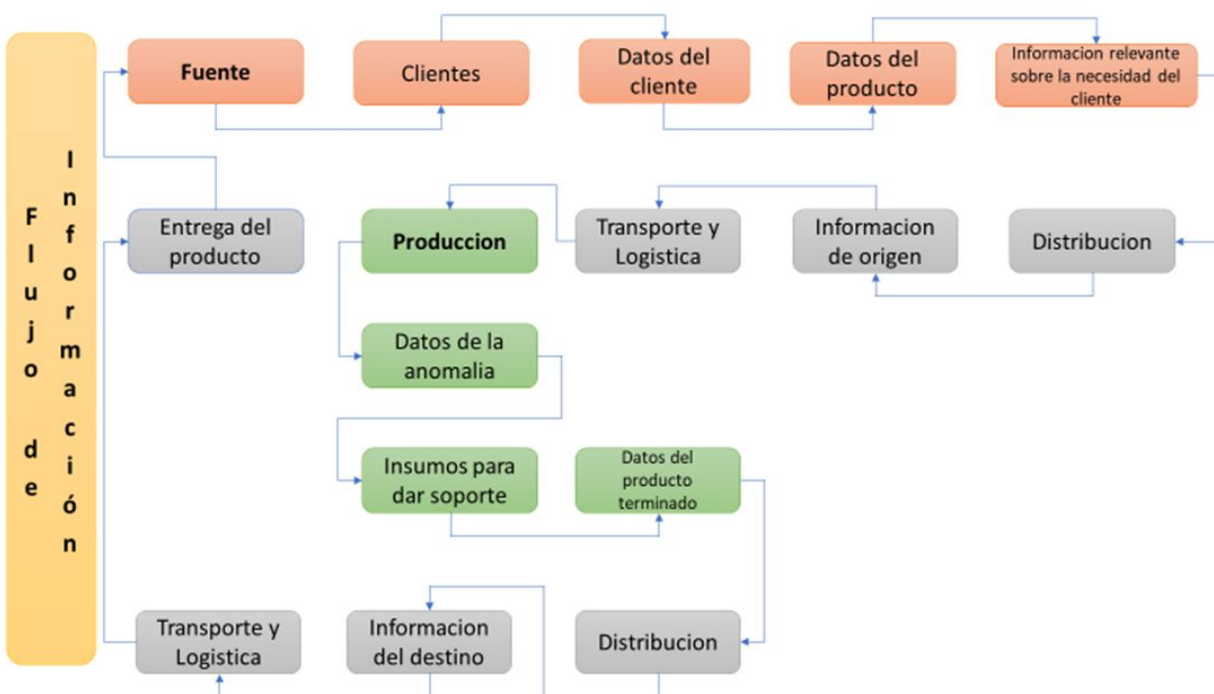 Flujo de
Información
Fuente
Clientes
Datos del
cliente
Datos del
producto
Informacion relevante
sobre la necesidad del
cliente
Entrega del
producto
Produccion
Transporte y
Logistica
Informacion
de origen
Distribucion
Datos de la
anomalia
Insumos para
dar soporte
Datos del
producto
terminado
Transporte y
Logistica
Informacion
del destino
Distribucion